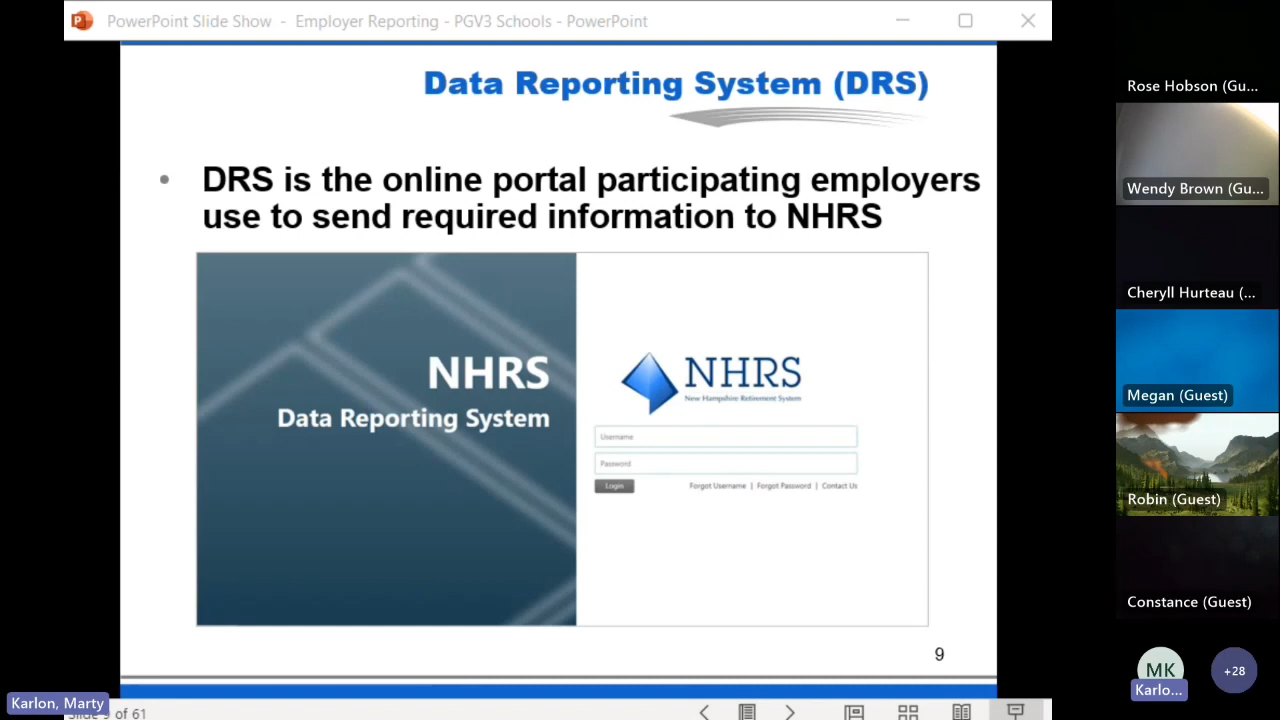 PowerPoint Slide Show - Employer Reporting - PGV3 Schools - PowerPoint
Data Reporting System (DRS)
• DRS is the online portal participating employers
use to send required information to NHRS
NHRS
Data Reporting System
NHRS
New Hampshire Retirement System
Username
Password
Login
Forgot Username | Forgot Password | Contact Us
9
Slide 9 of 61
Karlon, Marty
Rose Hobson (Gu...
Wendy Brown (Gu...
Cheryll Hurteau (...
Megan (Guest)
Robin (Guest)
Constance (Guest)
MK
Karlo...
+28